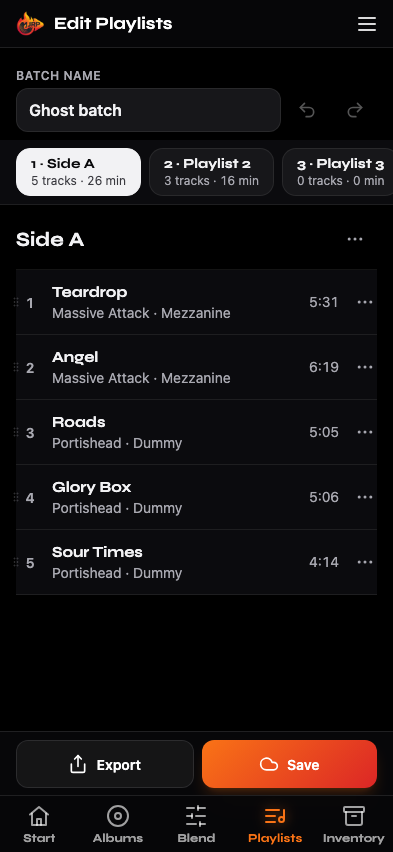 Edit Playlists
BATCH NAME
Ghost batch
1 · Side A
5 tracks · 26 min
2 · Playlist 2
3 tracks · 16 min
3 · Playlist 3
0 tracks · 0 min
Side A
1 Teardrop 5:31
Massive Attack · Mezzanine
2 Angel 6:19
Massive Attack · Mezzanine
3 Roads 5:05
Portishead · Dummy
4 Glory Box 5:06
Portishead · Dummy
5 Sour Times 4:14
Portishead · Dummy
Export Save
Start Albums Blend Playlists Inventory